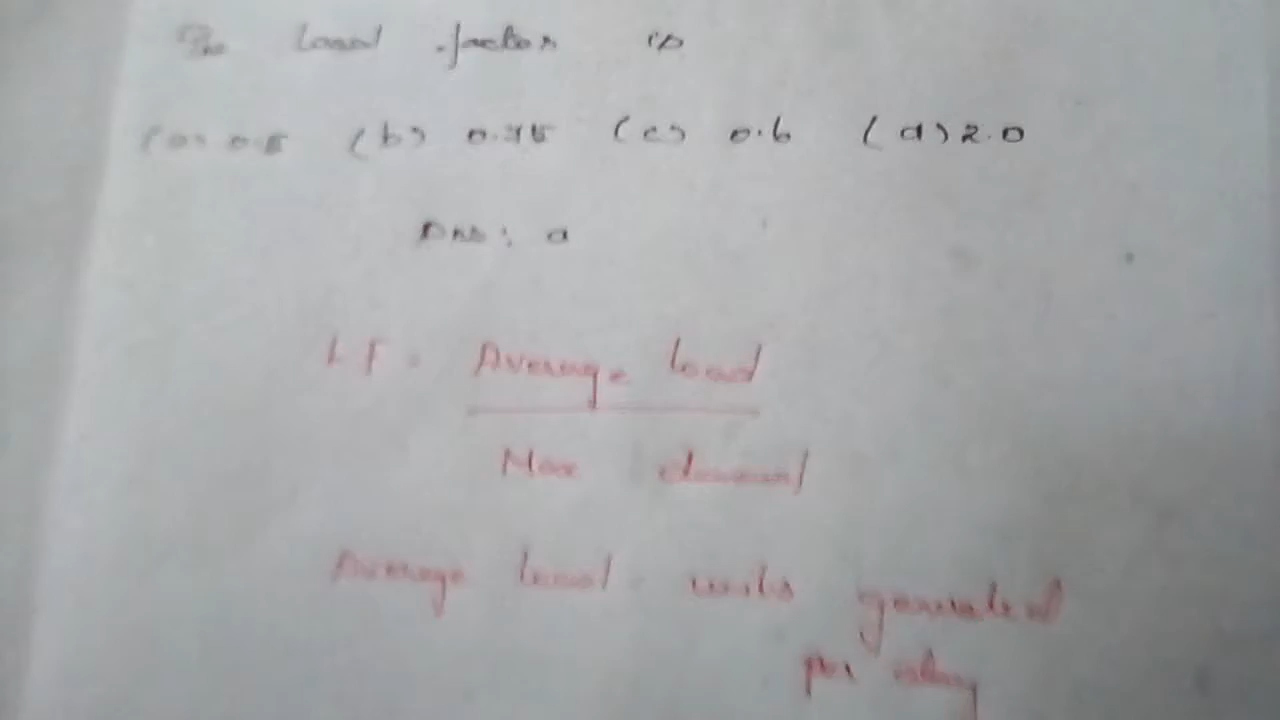 The load factor is
(a) 0.5 (b) 0.75 (c) 0.6 (d) 2.0
Ans: a
L F = Average load
Max demand
Average load = units generated
per